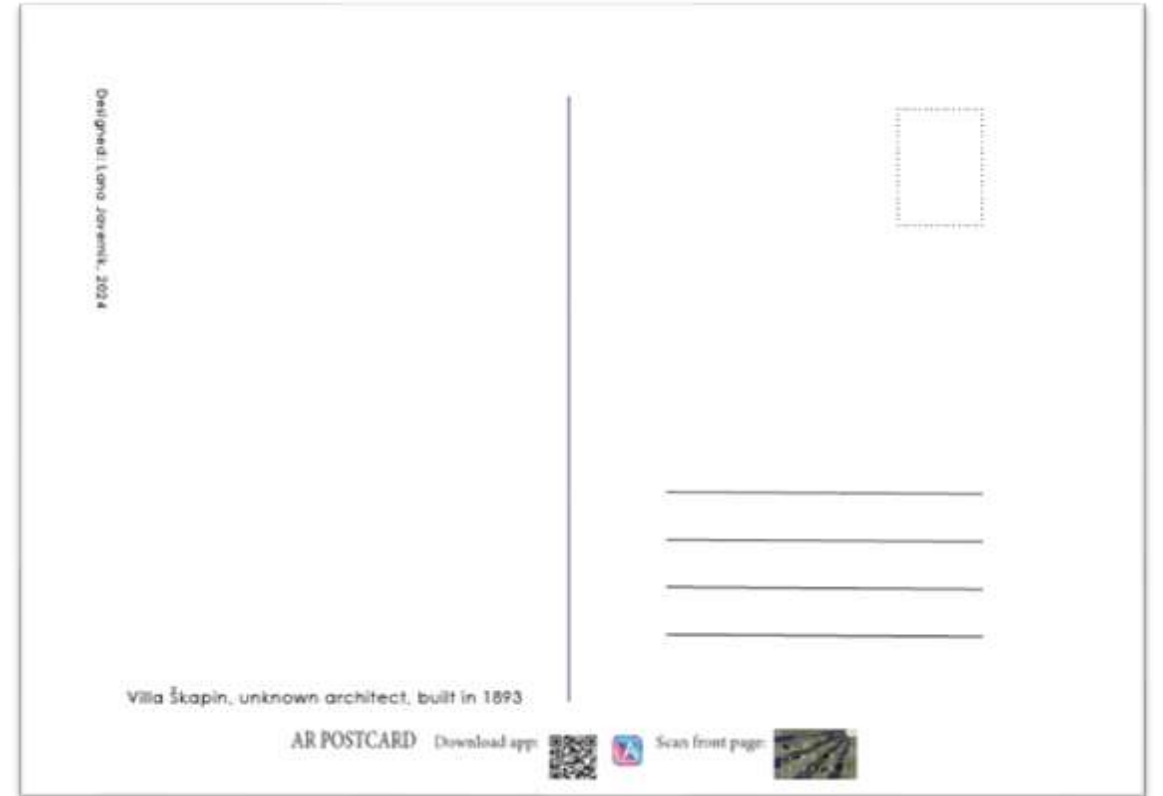 Designed: Lana Javernik, 2024
Villa Škapin, unknown architect, built in 1893
AR POSTCARD Download app: Scan front page: